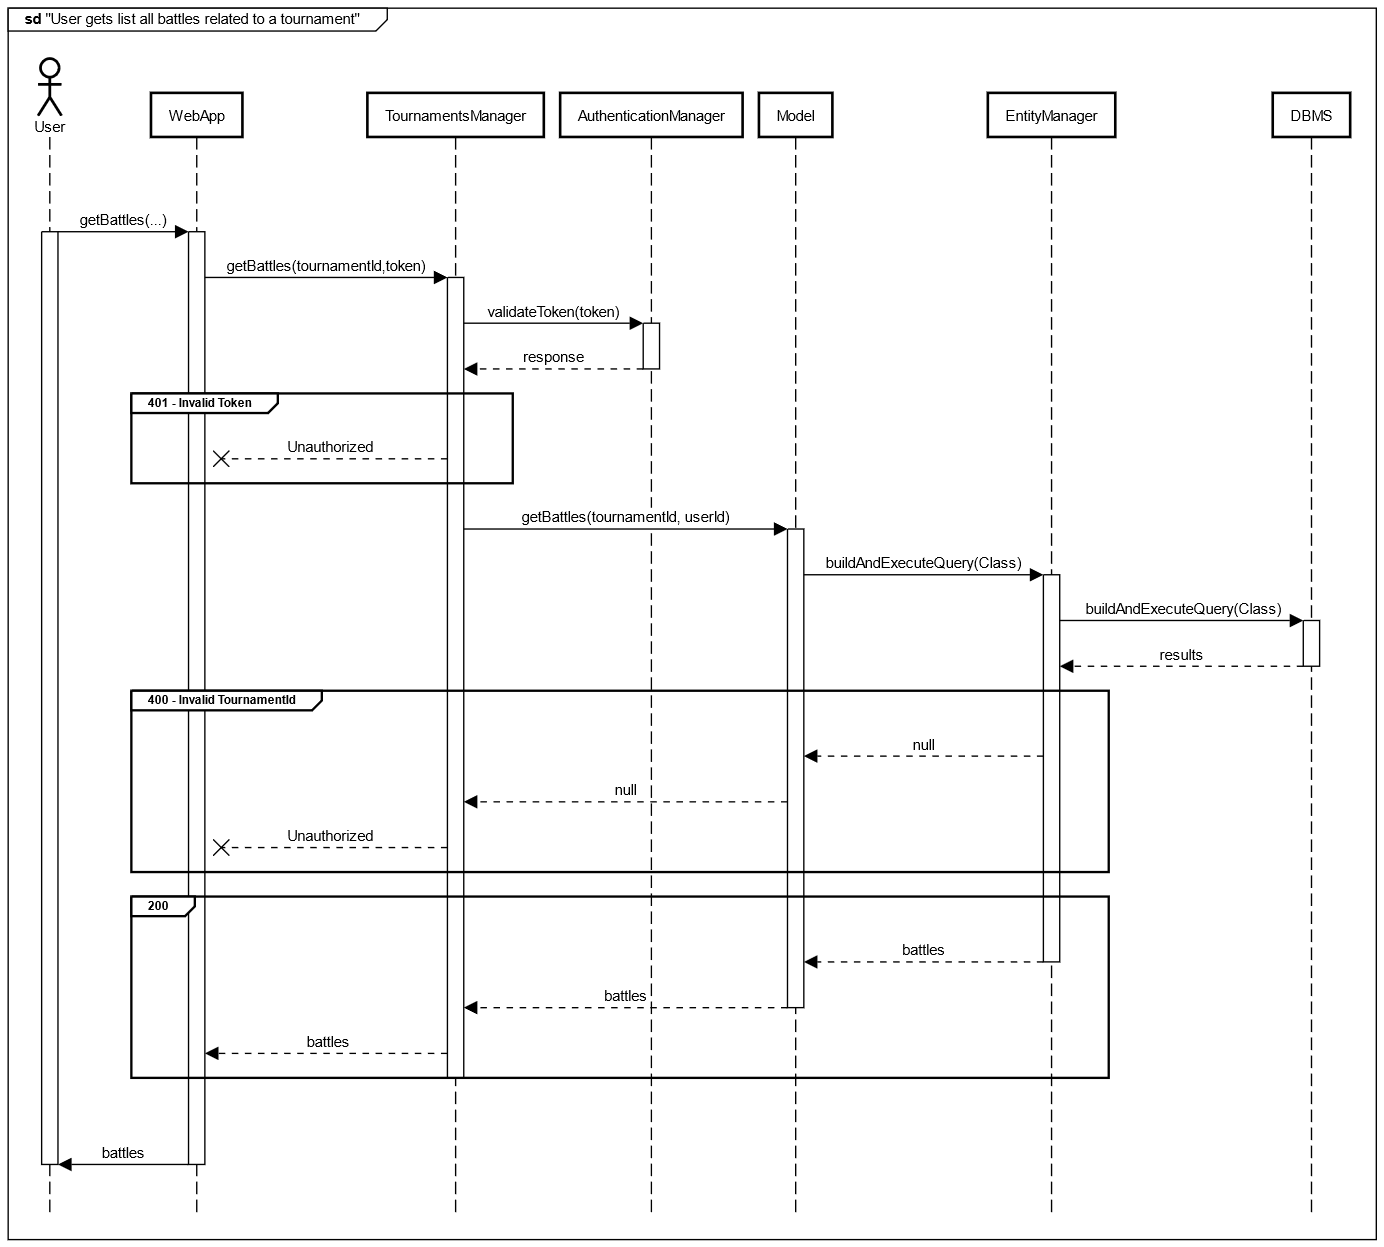 sd "User gets list all battles related to a tournament"
User
WebApp
TournamentsManager
AuthenticationManager
Model
EntityManager
DBMS
getBattles(...)
getBattles(tournamentId,token)
validateToken(token)
response
401 - Invalid Token
Unauthorized
getBattles(tournamentId, userId)
buildAndExecuteQuery(Class)
buildAndExecuteQuery(Class)
results
400 - Invalid TournamentId
null
null
Unauthorized
200
battles
battles
battles
battles